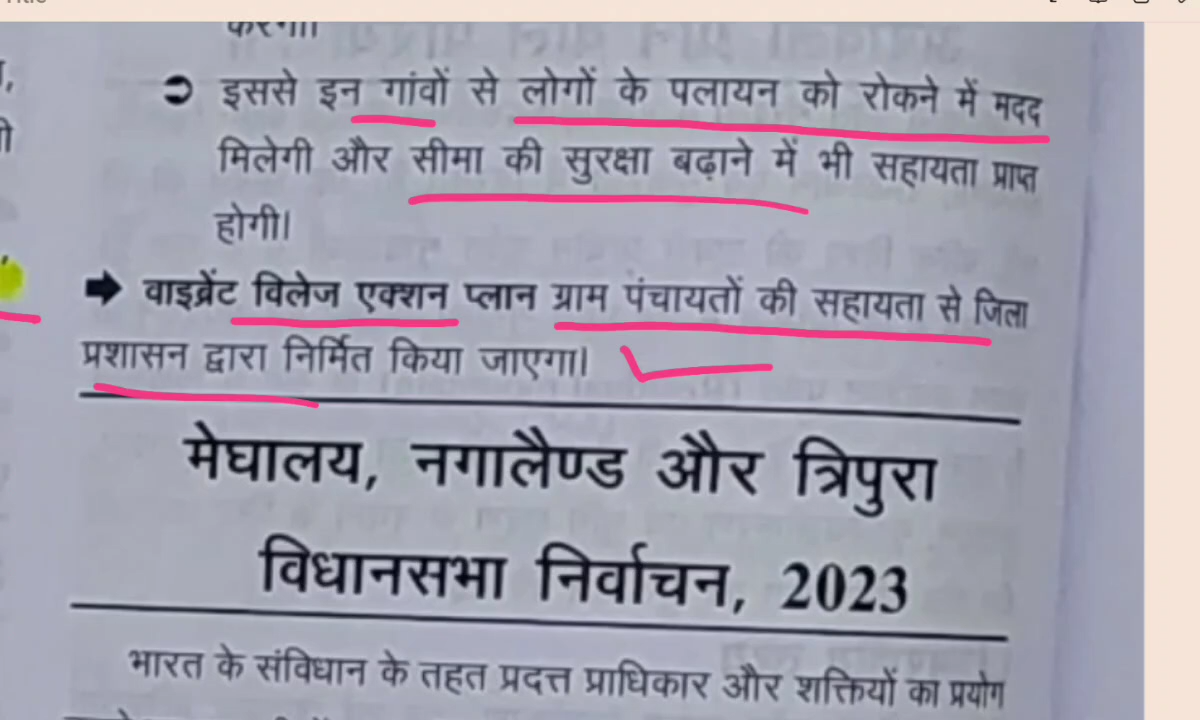 करेगा।
➲ इससे इन गांवों से लोगों के पलायन को रोकने में मदद
मिलेगी और सीमा की सुरक्षा बढ़ाने में भी सहायता प्राप्त
होगी।
➡ वाइब्रेंट विलेज एक्शन प्लान ग्राम पंचायतों की सहायता से जिला
प्रशासन द्वारा निर्मित किया जाएगा।
मेघालय, नगालैण्ड और त्रिपुरा
विधानसभा निर्वाचन, 2023
भारत के संविधान के तहत प्रदत्त प्राधिकार और शक्तियों का प्रयोग